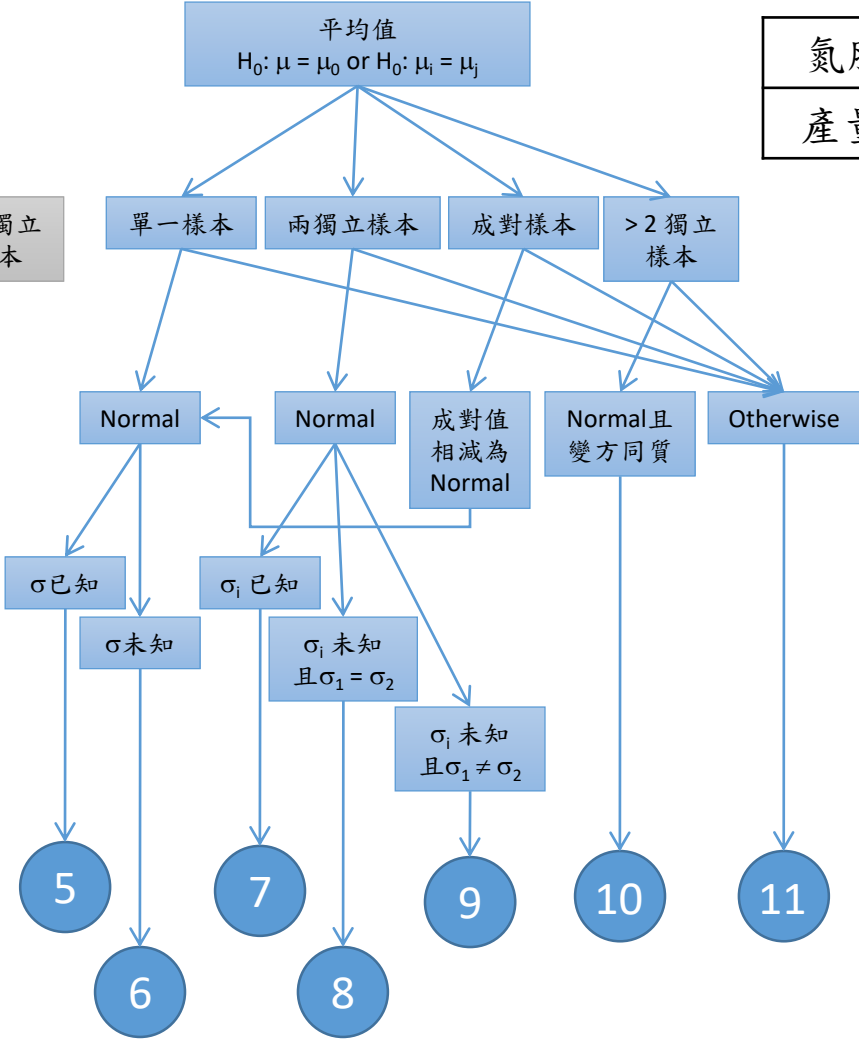 平均值
H₀: μ = μ₀ or H₀: μᵢ = μⱼ
氮
產
獨立
本
單一樣本
兩獨立樣本
成對樣本
> 2 獨立
樣本
Normal
Normal
成對值
相減為
Normal
Normal且
變方同質
Otherwise
σ已知
σᵢ 已知
σ未知
σᵢ 未知
且σ₁ = σ₂
σᵢ 未知
且σ₁ ≠ σ₂
5
7
9
10
11
6
8